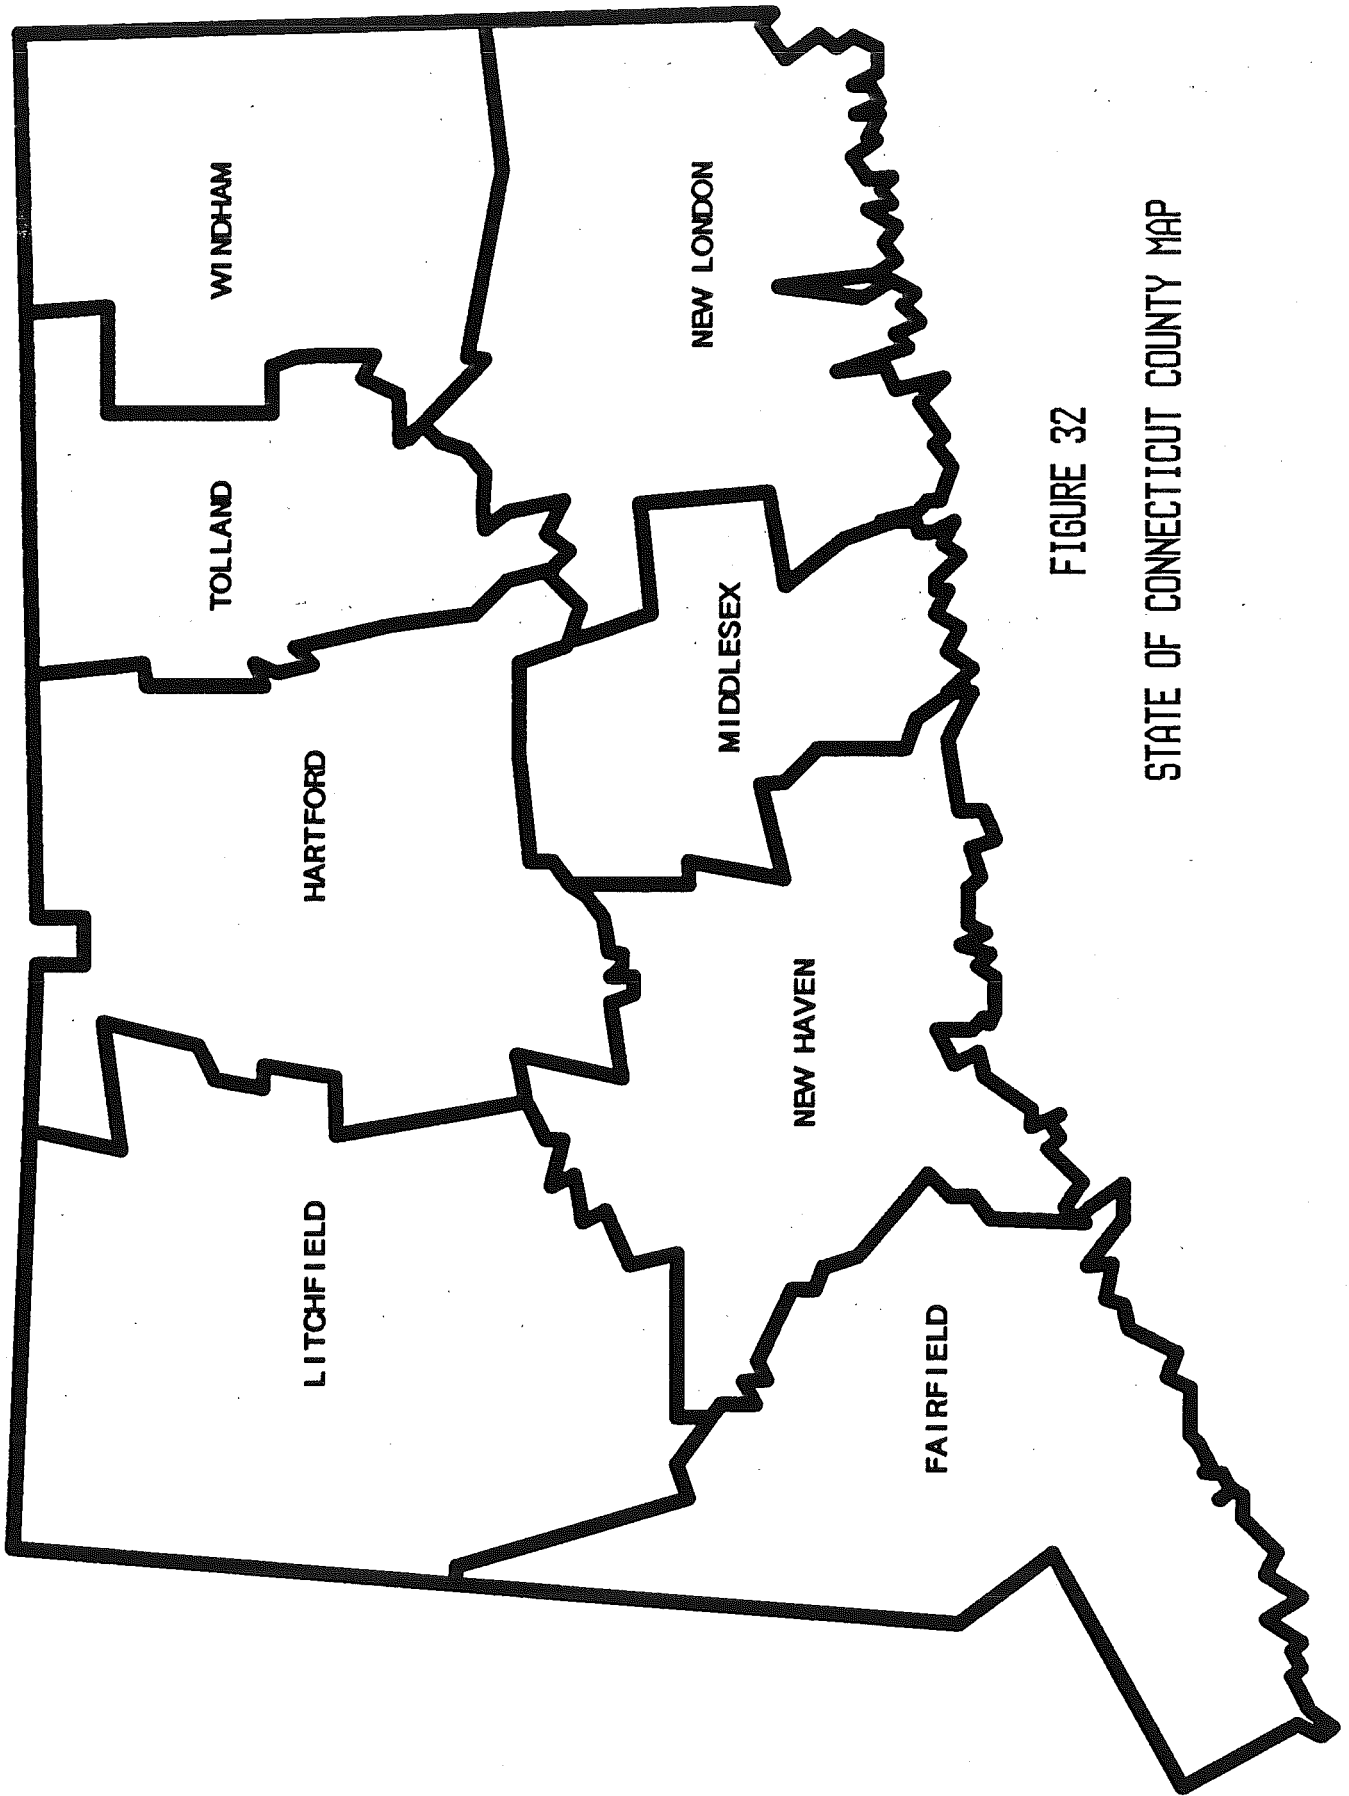 LITCHFIELD
HARTFORD
TOLLAND
WINDHAM
FAIRFIELD
NEW HAVEN
MIDDLESEX
NEW LONDON
FIGURE 32
STATE OF CONNECTICUT COUNTY MAP